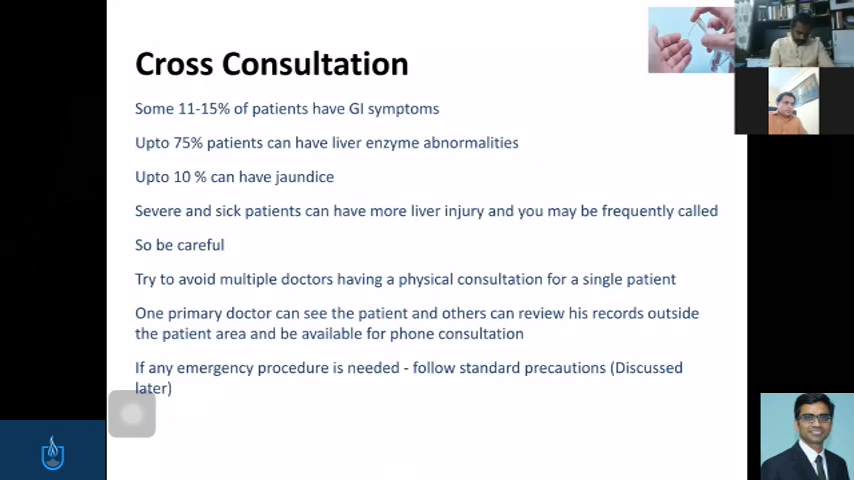 Cross Consultation
Some 11-15% of patients have GI symptoms
Upto 75% patients can have liver enzyme abnormalities
Upto 10 % can have jaundice
Severe and sick patients can have more liver injury and you may be frequently called
So be careful
Try to avoid multiple doctors having a physical consultation for a single patient
One primary doctor can see the patient and others can review his records outside
the patient area and be available for phone consultation
If any emergency procedure is needed - follow standard precautions (Discussed
later)